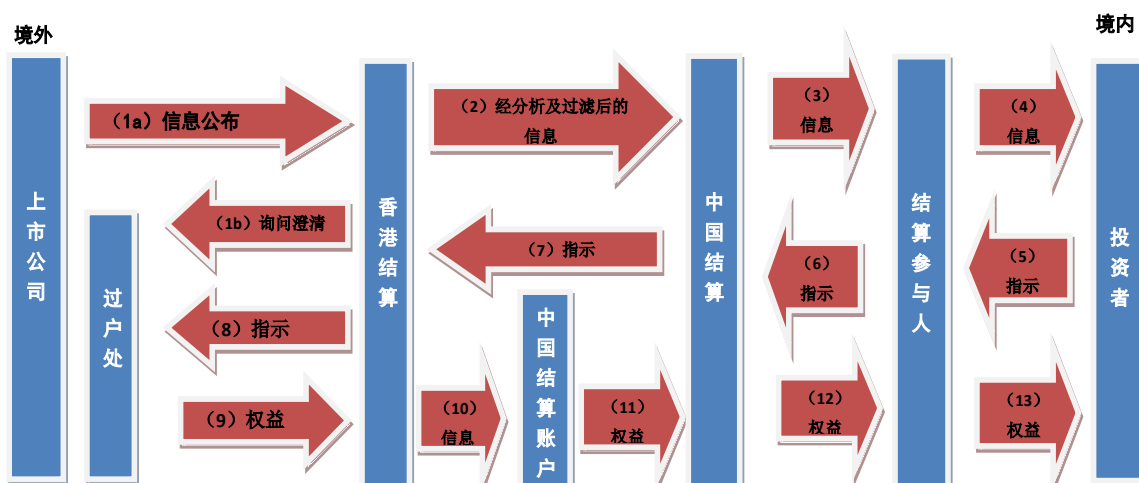 境外
境内
（1a）信息公布
（2）经分析及过滤后的
信息
（3）
信息
（4）
信息
上市公司
过户处
香港结算
中国结算账户
中国结算
结算参与人
投资者
（1b）询问澄清
（7）指示
（6）
指示
（5）
指示
（8）指示
（9）权益
（10）
信息
（11）
权益
（12）
权益
（13）
权益